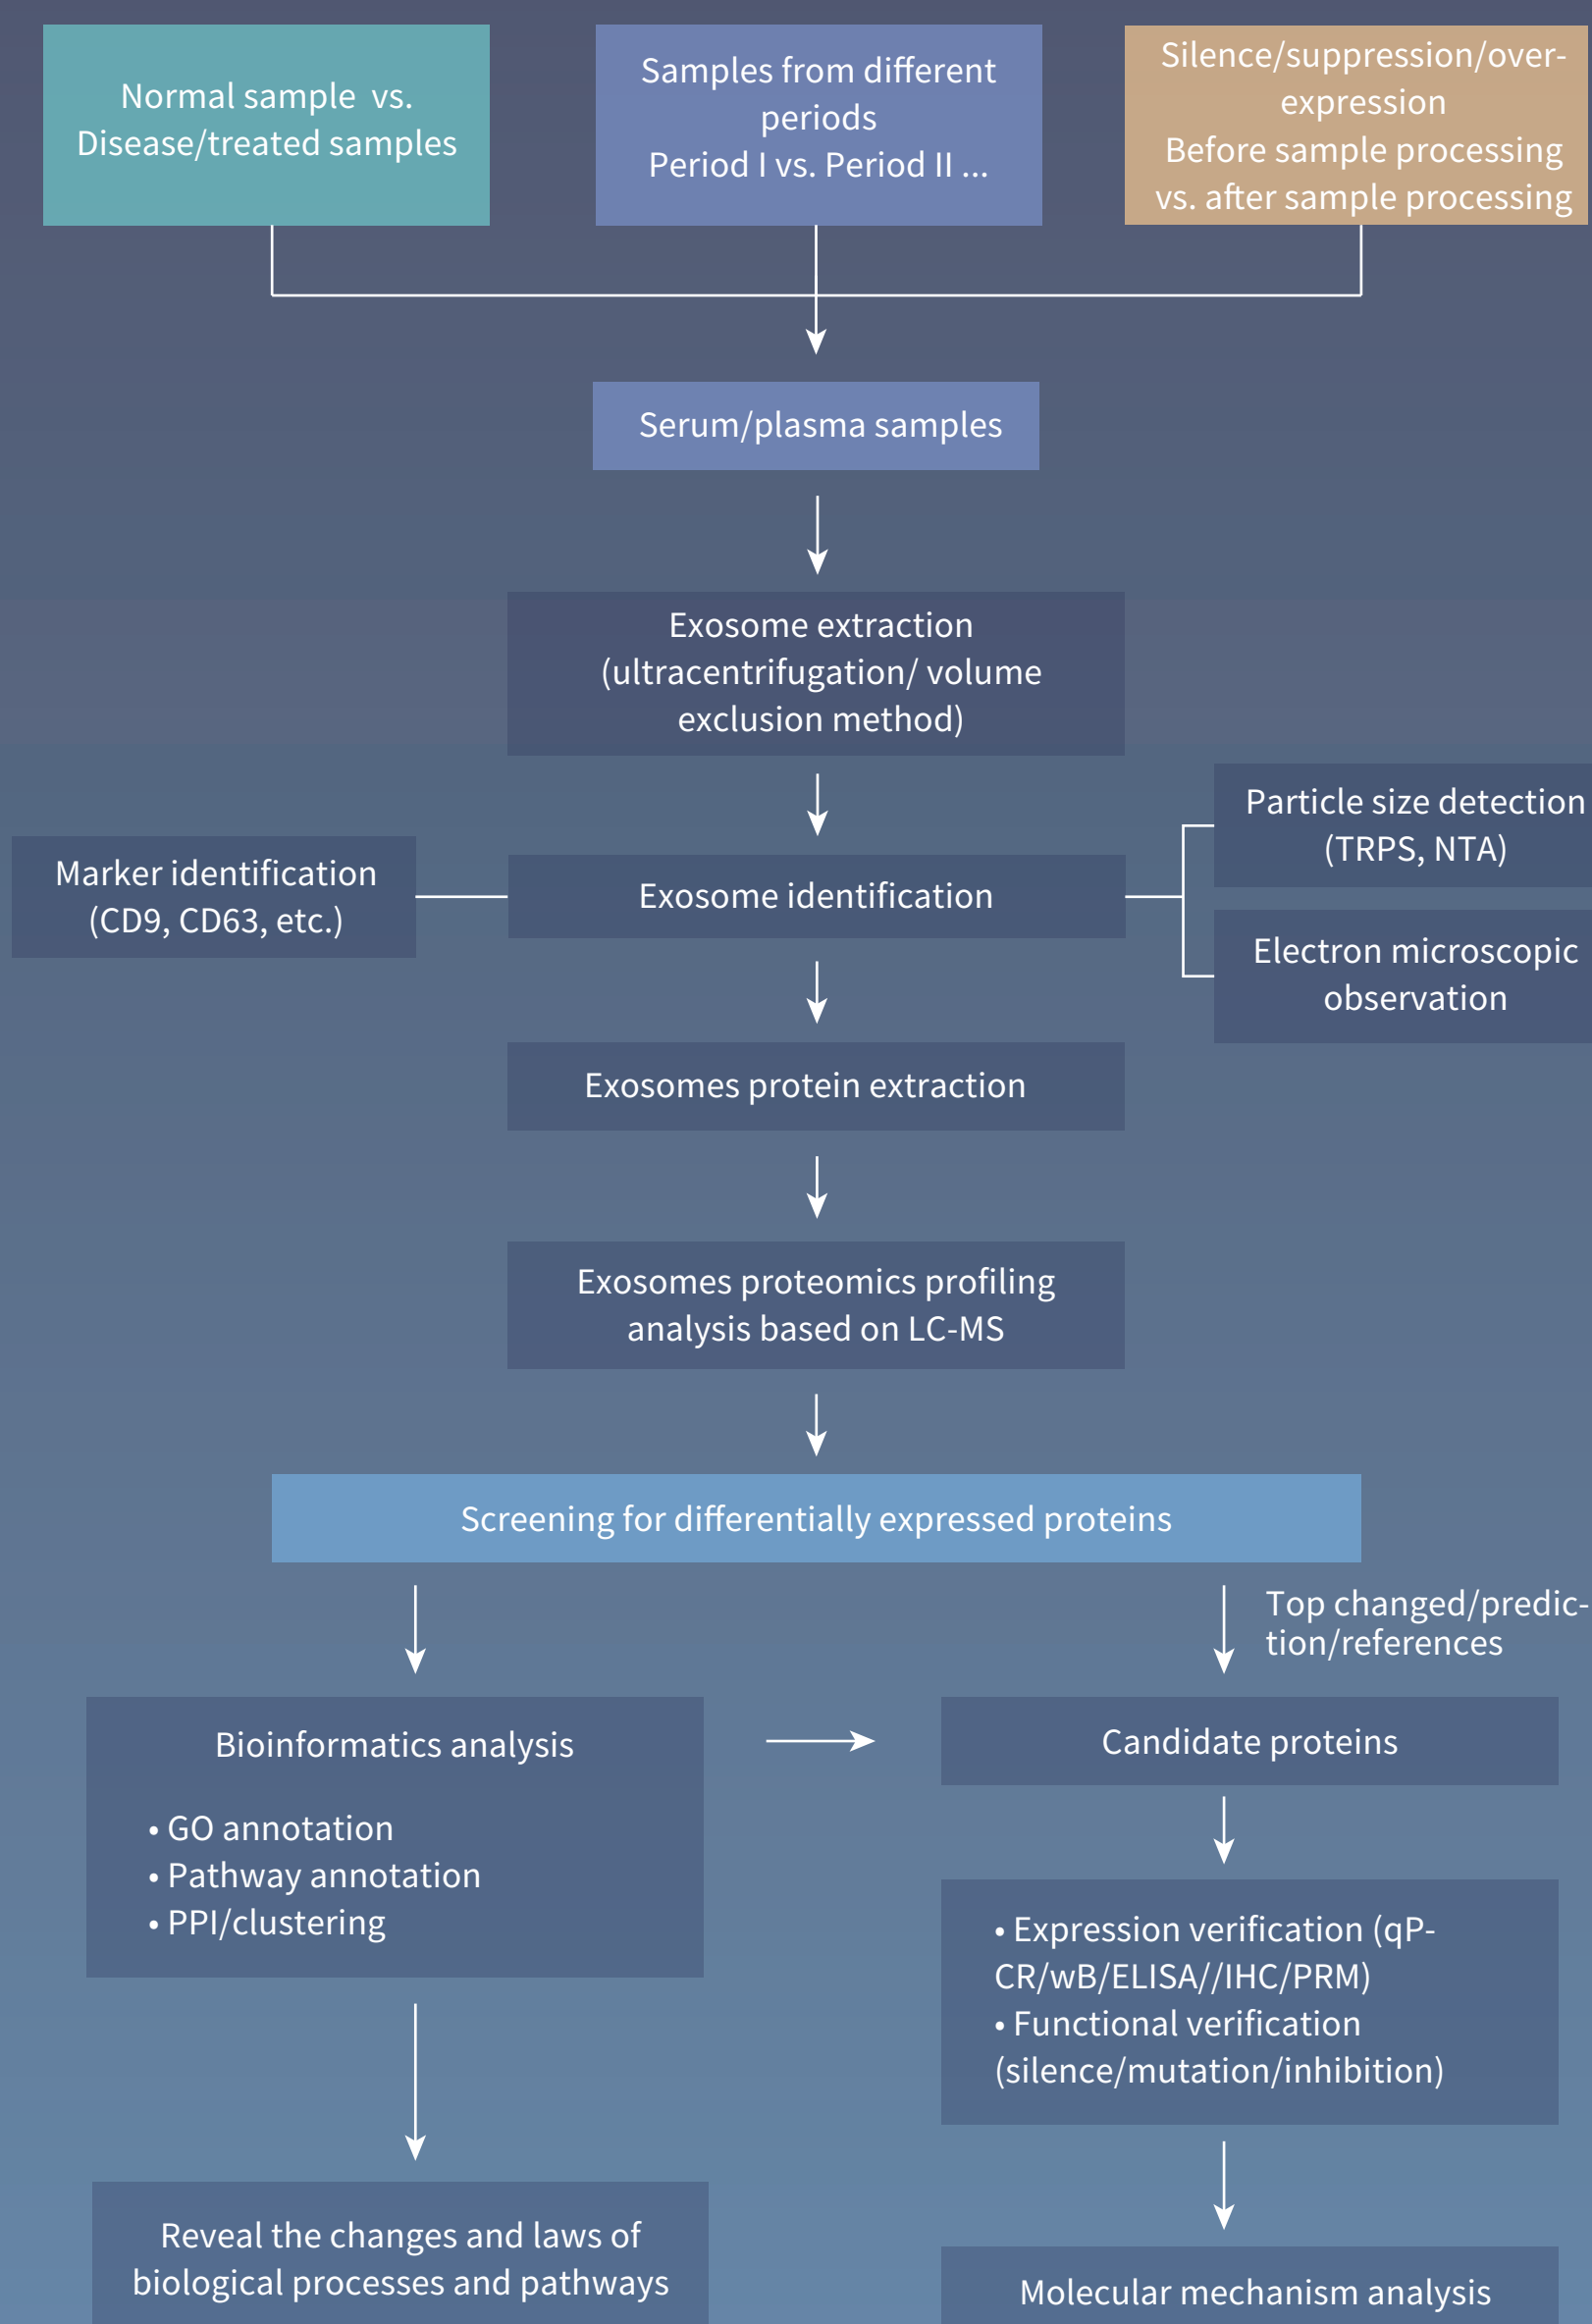 Normal sample vs.
Disease/treated samples
Samples from different
periods
Period I vs. Period II ...
Silence/suppression/over-
expression
Before sample processing
vs. after sample processing
Serum/plasma samples
Exosome extraction
(ultracentrifugation/ volume
exclusion method)
Marker identification
(CD9, CD63, etc.)
Exosome identification
Particle size detection
(TRPS, NTA)
Electron microscopic
observation
Exosomes protein extraction
Exosomes proteomics profiling
analysis based on LC-MS
Screening for differentially expressed proteins
Top changed/predic-
tion/references
Bioinformatics analysis
• GO annotation
• Pathway annotation
• PPI/clustering
Candidate proteins
• Expression verification (qP-
CR/wB/ELISA//IHC/PRM)
• Functional verification
(silence/mutation/inhibition)
Reveal the changes and laws of
biological processes and pathways
Molecular mechanism analysis